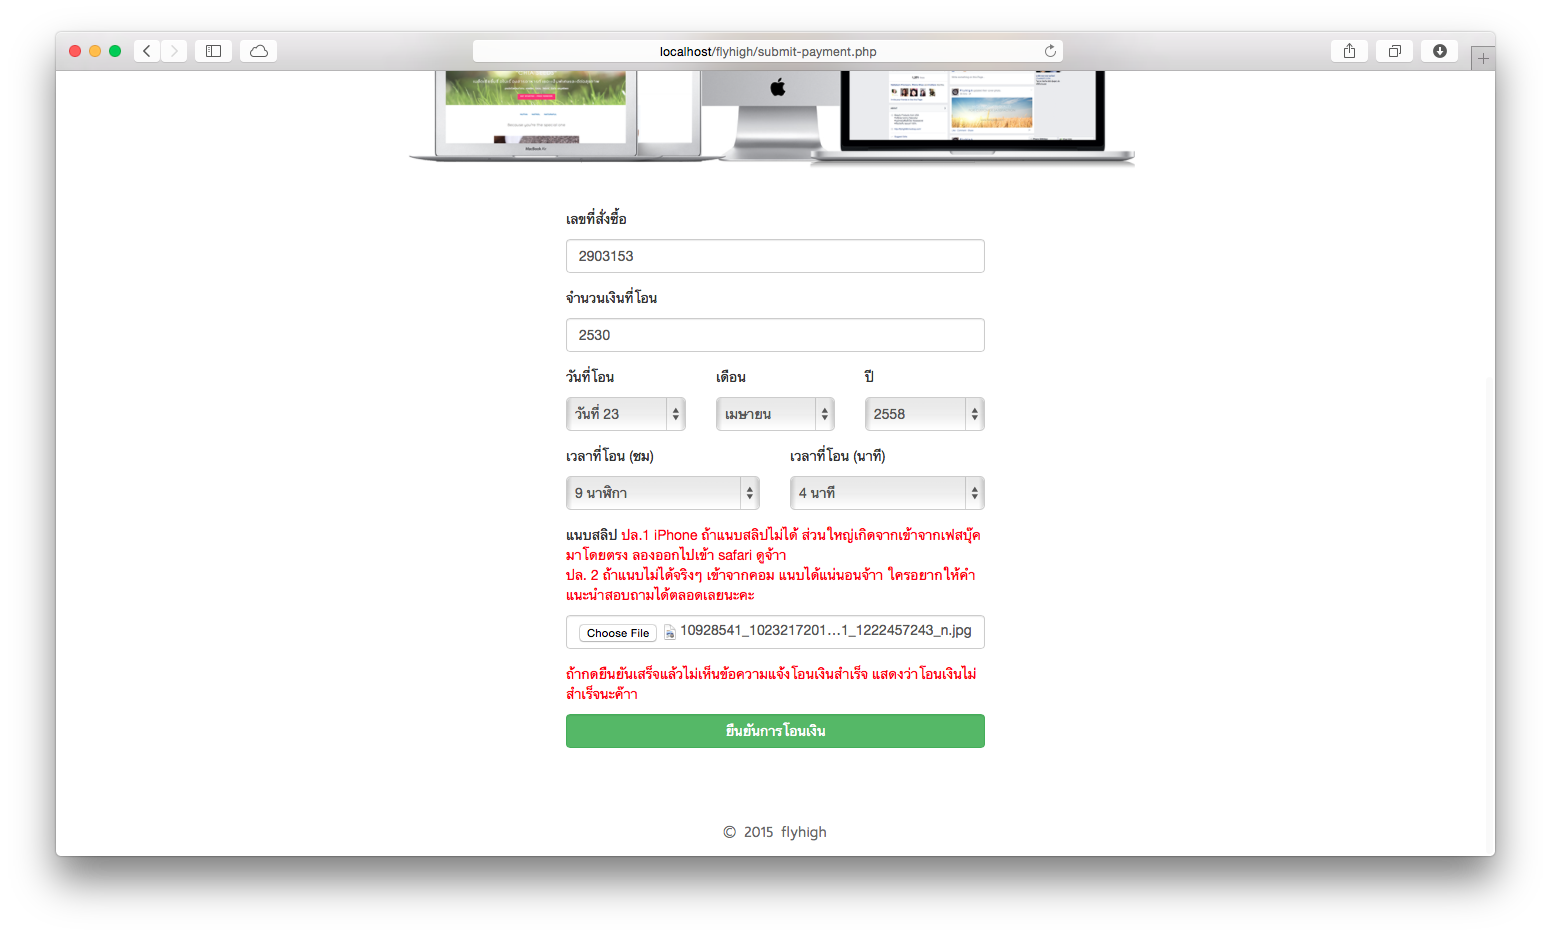 localhost/flyhigh/submit-payment.php
MacBook Air
เลขที่สั่งซื้อ
2903153
จำนวนเงินที่โอน
2530
วันที่โอน เดือน ปี
วันที่ 23 เมษายน 2558
เวลาที่โอน (ชม) เวลาที่โอน (นาที)
9 นาฬิกา 4 นาที
แนบสลิป ปล.1 iPhone ถ้าแนบสลิปไม่ได้ ส่วนใหญ่เกิดจากเข้าจากเฟสบุ๊ค
มาโดยตรง ลองออกไปเข้า safari ดูจ้าา
ปล. 2 ถ้าแนบไม่ได้จริงๆ เข้าจากคอม แนบได้แน่นอนจ้าา ใครอยากให้คำ
แนะนำสอบถามได้ตลอดเลยนะคะ
Choose File 10928541_1023217201...1_1222457243_n.jpg
ถ้ากดยืนยันเสร็จแล้วไม่เห็นข้อความแจ้งโอนเงินสำเร็จ แสดงว่าโอนเงินไม่
สำเร็จนะค๊าา
ยืนยันการโอนเงิน
© 2015 flyhigh